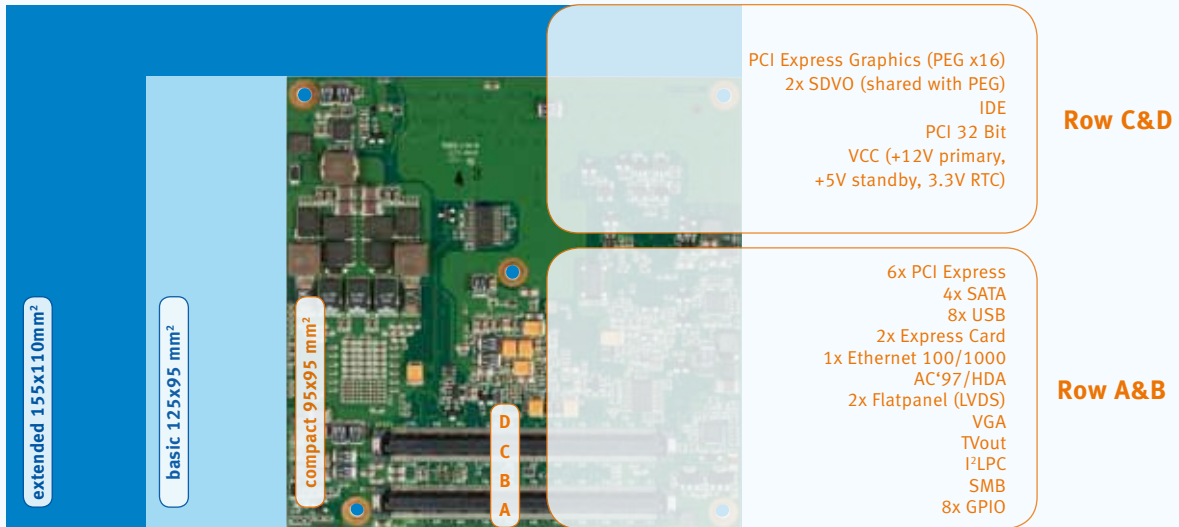 PCI Express Graphics (PEG x16)
2x SDVO (shared with PEG)
IDE
PCI 32 Bit
VCC (+12V primary,
+5V standby, 3.3V RTC)
Row C&D
6x PCI Express
4x SATA
8x USB
2x Express Card
1x Ethernet 100/1000
AC‘97/HDA
2x Flatpanel (LVDS)
VGA
TVout
I²LPC
SMB
8x GPIO
Row A&B
extended 155x110mm²
basic 125x95 mm²
compact 95x95 mm²
D
C
B
A